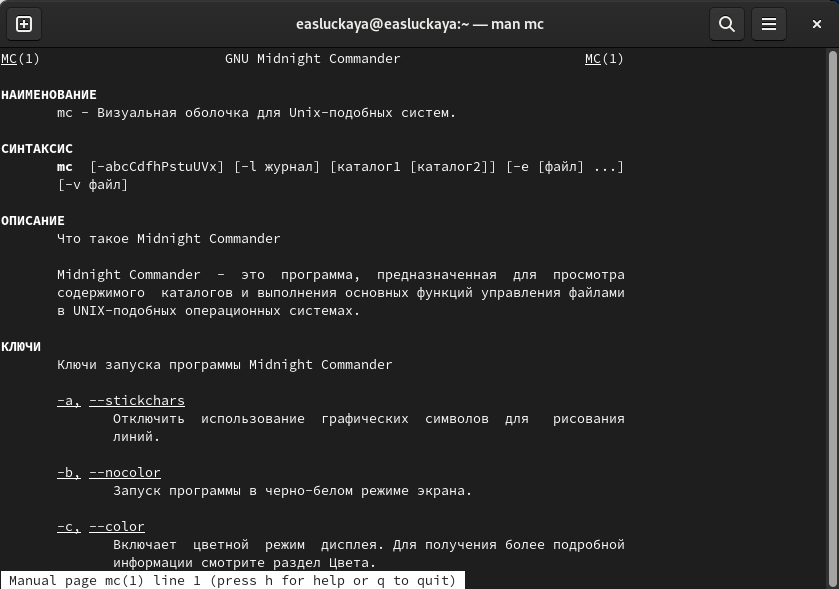 easluckaya@easluckaya:~ — man mc
MC(1) GNU Midnight Commander MC(1)
НАИМЕНОВАНИЕ
mc - Визуальная оболочка для Unix-подобных систем.
СИНТАКСИС
mc [-abcCdfhPstuUVx] [-l журнал] [каталог1 [каталог2]] [-e [файл] ...]
[-v файл]
ОПИСАНИЕ
Что такое Midnight Commander
Midnight Commander - это программа, предназначенная для просмотра
содержимого каталогов и выполнения основных функций управления файлами
в UNIX-подобных операционных системах.
КЛЮЧИ
Ключи запуска программы Midnight Commander
-a, --stickchars
Отключить использование графических символов для рисования
линий.
-b, --nocolor
Запуск программы в черно-белом режиме экрана.
-c, --color
Включает цветной режим дисплея. Для получения более подробной
информации смотрите раздел Цвета.
Manual page mc(1) line 1 (press h for help or q to quit)